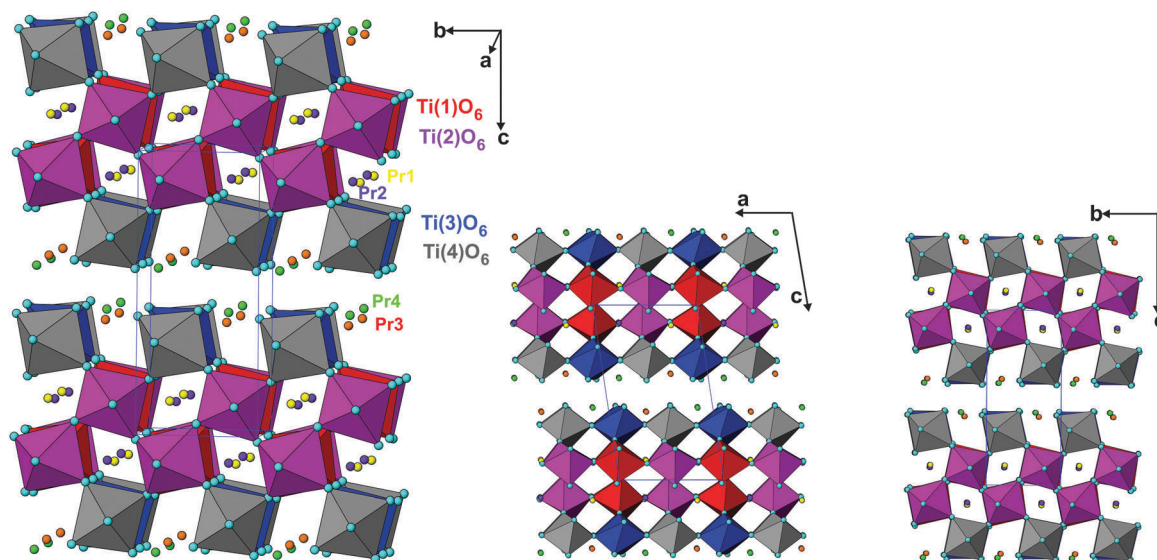 b
a
c
Ti(1)O₆
Ti(2)O₆
Pr1
Pr2
Ti(3)O₆
Ti(4)O₆
Pr4
Pr3
a
c
b